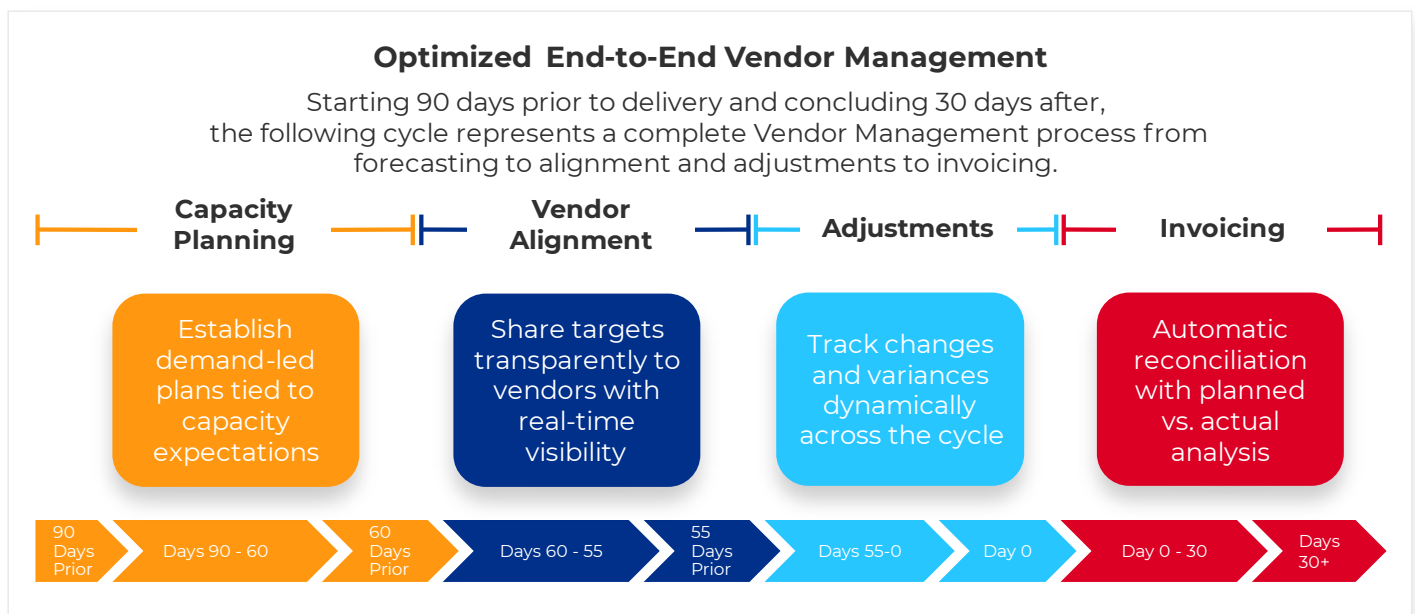 Optimized End-to-End Vendor Management
Starting 90 days prior to delivery and concluding 30 days after,
the following cycle represents a complete Vendor Management process from
forecasting to alignment and adjustments to invoicing.
Capacity
Planning
Vendor
Alignment
Adjustments
Invoicing
Establish
demand-led
plans tied to
capacity
expectations
Share targets
transparently to
vendors with
real-time
visibility
Track changes
and variances
dynamically
across the cycle
Automatic
reconciliation
with planned
vs. actual
analysis
90
Days
Prior
Days 90 - 60
60
Days
Prior
Days 60 - 55
55
Days
Prior
Days 55-0
Day 0
Day 0 - 30
Days
30+